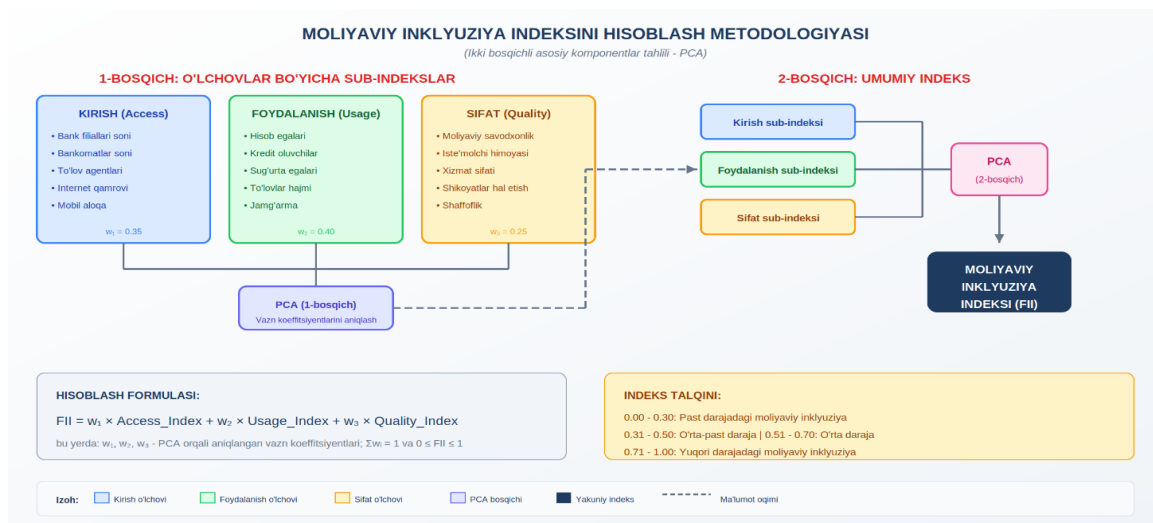 MOLIYAVIY INKLYUZIYA INDEKSINI HISOBLASH METODOLOGIYASI
(Ikki bosqichli asosiy komponentlar tahlili - PCA)
1-BOSQICH: O'LCHOVLAR BO'YICHA SUB-INDEKSLAR
KIRISH (Access)
• Bank filiallari soni
• Bankomatlar soni
• To'lov agentlari
• Internet qamrovi
• Mobil aloqa
w₁ = 0.35
FOYDALANISH (Usage)
• Hisob egalari
• Kredit oluvchilar
• Sug'urta egalari
• To'lovlar hajmi
• Jamg'arma
w₂ = 0.40
SIFAT (Quality)
• Moliyaviy savodxonlik
• Iste'molchi himoyasi
• Xizmat sifati
• Shikoyatlar hal etish
• Shaffoflik
w₃ = 0.25
PCA (1-bosqich)
Vazn koeffitsiyentlarini aniqlash
2-BOSQICH: UMUMIY INDEKS
Kirish sub-indeksi
Foydalanish sub-indeksi
Sifat sub-indeksi
PCA
(2-bosqich)
MOLIYAVIY
INKLYUZIYA
INDEKSI (FII)
HISOBLASH FORMULASI:
FII = w₁ × Access_Index + w₂ × Usage_Index + w₃ × Quality_Index
bu yerda: w₁, w₂, w₃ - PCA orqali aniqlangan vazn koeffitsiyentlari; Σwᵢ = 1 va 0 ≤ FII ≤ 1
INDEKS TALQINI:
0.00 - 0.30: Past darajadagi moliyaviy inklyuziya
0.31 - 0.50: O'rta-past daraja | 0.51 - 0.70: O'rta daraja
0.71 - 1.00: Yuqori darajadagi moliyaviy inklyuziya
Izoh: Kirish o'lchovi Foydalanish o'lchovi Sifat o'lchovi PCA bosqichi Yakuniy indeks Ma'lumot oqimi